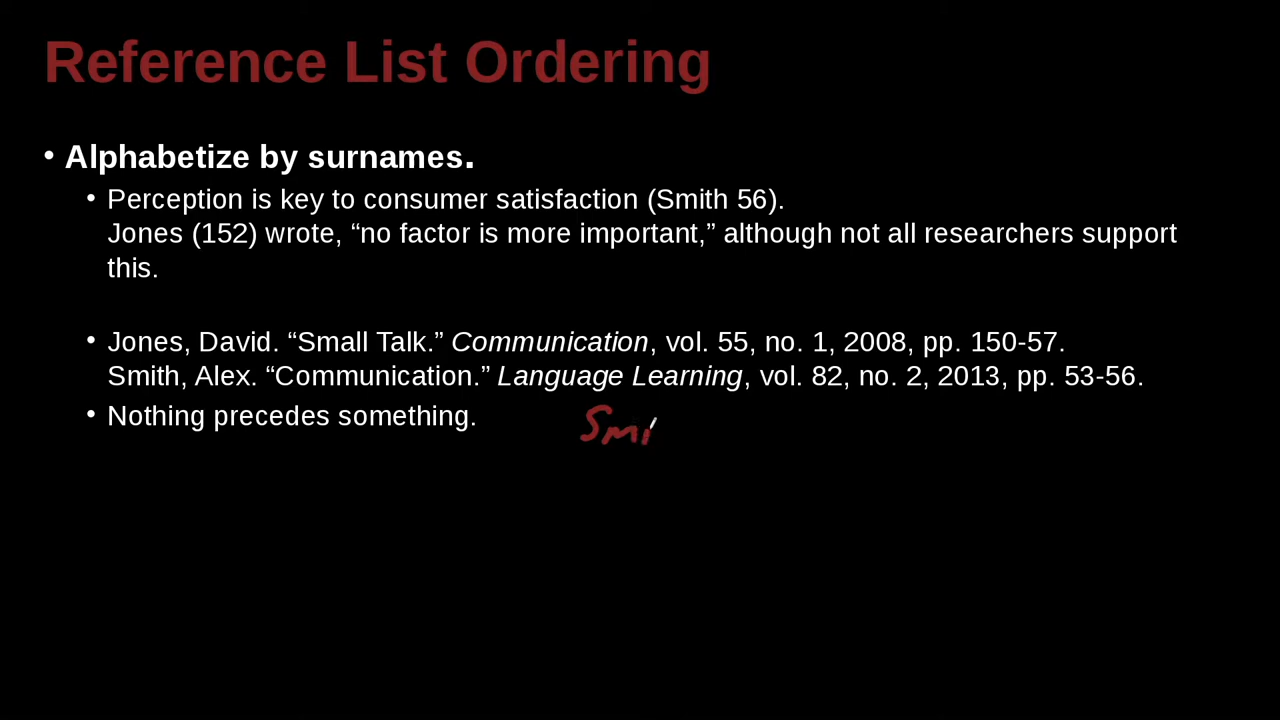 Reference List Ordering
• Alphabetize by surnames.
• Perception is key to consumer satisfaction (Smith 56).
Jones (152) wrote, “no factor is more important,” although not all researchers support
this.
• Jones, David. “Small Talk.” Communication, vol. 55, no. 1, 2008, pp. 150-57.
Smith, Alex. “Communication.” Language Learning, vol. 82, no. 2, 2013, pp. 53-56.
• Nothing precedes something.
Smi